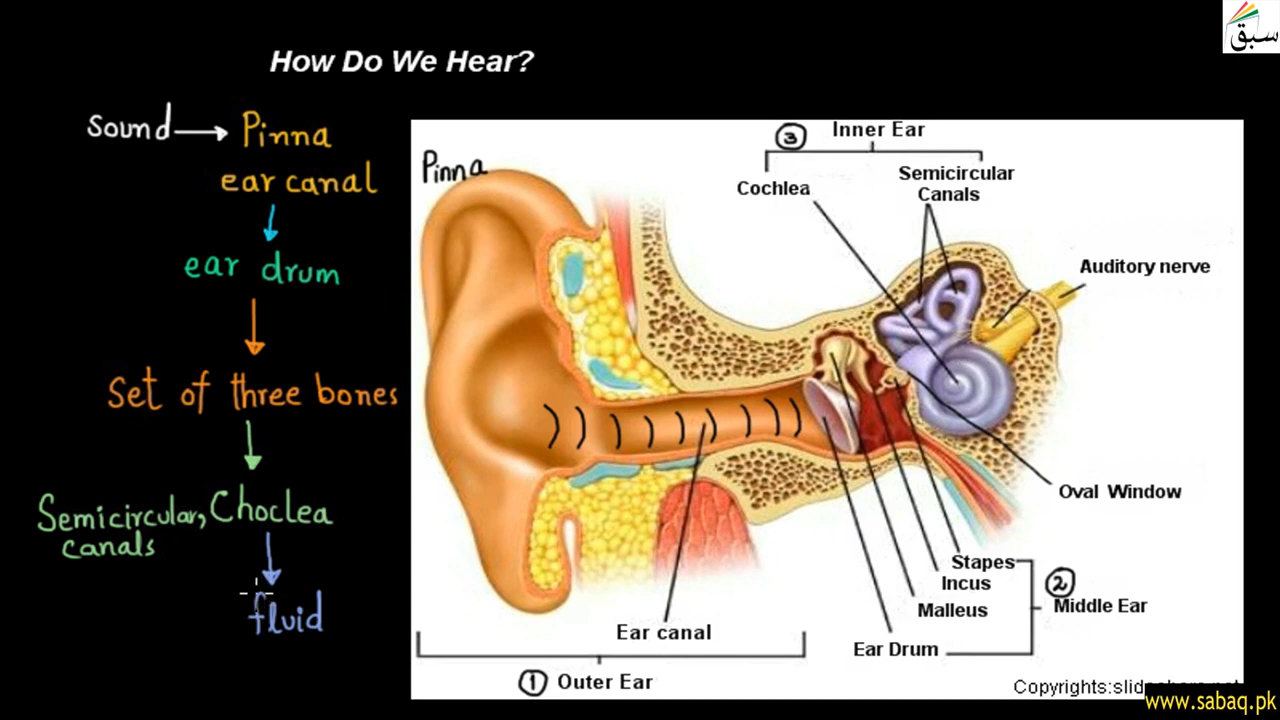 سبق
How Do We Hear?
sound → Pinna
ear canal
ear drum
set of three bones
Semicircular, Choclea
canals
fluid
Pinna
3 Inner Ear
Cochlea
Semicircular
Canals
Auditory nerve
Oval Window
Stapes
Incus
Malleus
2
Middle Ear
Ear Drum
Ear canal
1 Outer Ear
www.sabaq.pk